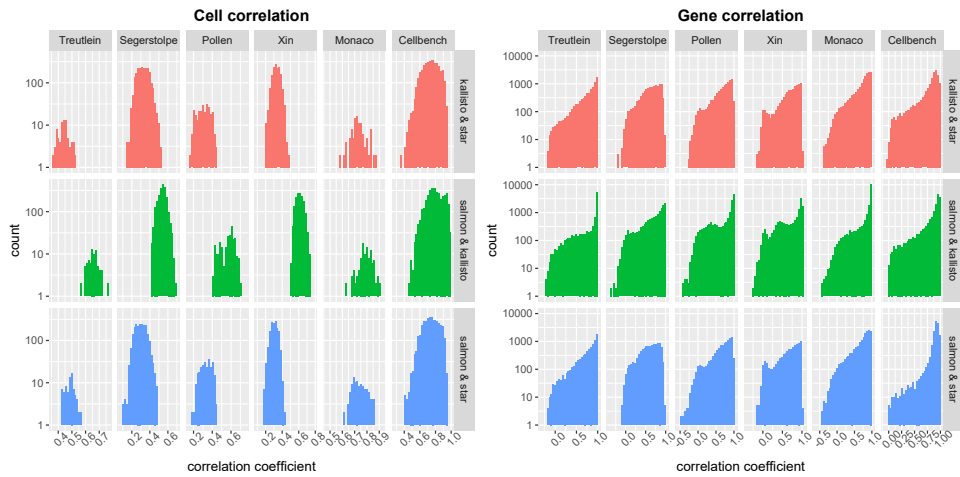 Cell correlation
Treutlein Segerstolpe Pollen Xin Monaco Cellbench
100
10
1
kallisto & star
100
10
1
salmon & kallisto
100
10
1
salmon & star
count
0.4 0.5 0.6 0.7 0.2 0.4 0.6 0.2 0.4 0.6 0.2 0.4 0.6 0.8 0.5 0.6 0.7 0.8 0.9 0.4 0.6 0.8 1.0
correlation coefficient
Gene correlation
Treutlein Segerstolpe Pollen Xin Monaco Cellbench
10000
1000
100
10
1
kallisto & star
10000
1000
100
10
1
salmon & kallisto
10000
1000
100
10
1
salmon & star
count
0.0 0.5 1.0 0.0 0.5 1.0 -0.5 0.0 0.5 1.0 0.0 0.5 1.0 -0.5 0.0 0.5 1.0 0.00 0.25 0.50 0.75 1.00
correlation coefficient